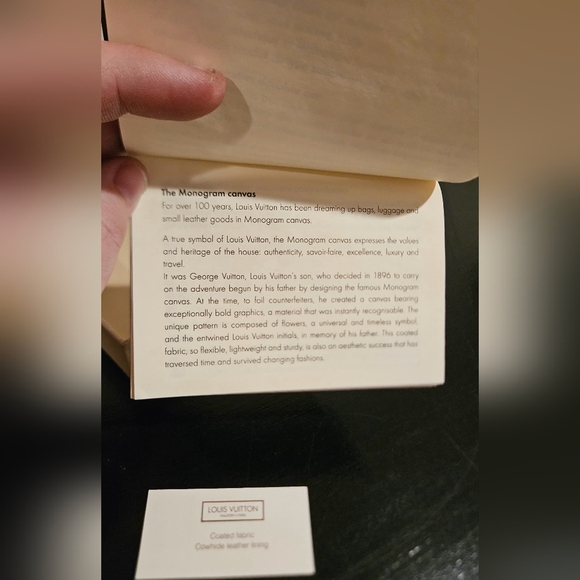 The Monogram canvas
For over 100 years, Louis Vuitton has been dreaming up bags, luggage and
small leather goods in Monogram canvas.
A true symbol of Louis Vuitton, the Monogram canvas expresses the values
and heritage of the house: authenticity, savoir-faire, excellence, luxury and
travel.
It was George Vuitton, Louis Vuitton's son, who decided in 1896 to carry
on the adventure begun by his father by designing the famous Monogram
canvas. At the time, to foil counterfeiters, he created a canvas bearing
exceptionally bold graphics, a material that was instantly recognisable. The
unique pattern is composed of flowers, a universal and timeless symbol,
and the entwined Louis Vuitton initials, in memory of his father. This coated
fabric, so flexible, lightweight and sturdy, is also an aesthetic success that has
traversed time and survived changing fashions.
LOUIS VUITTON
Coated fabric
Cowhide leather lining